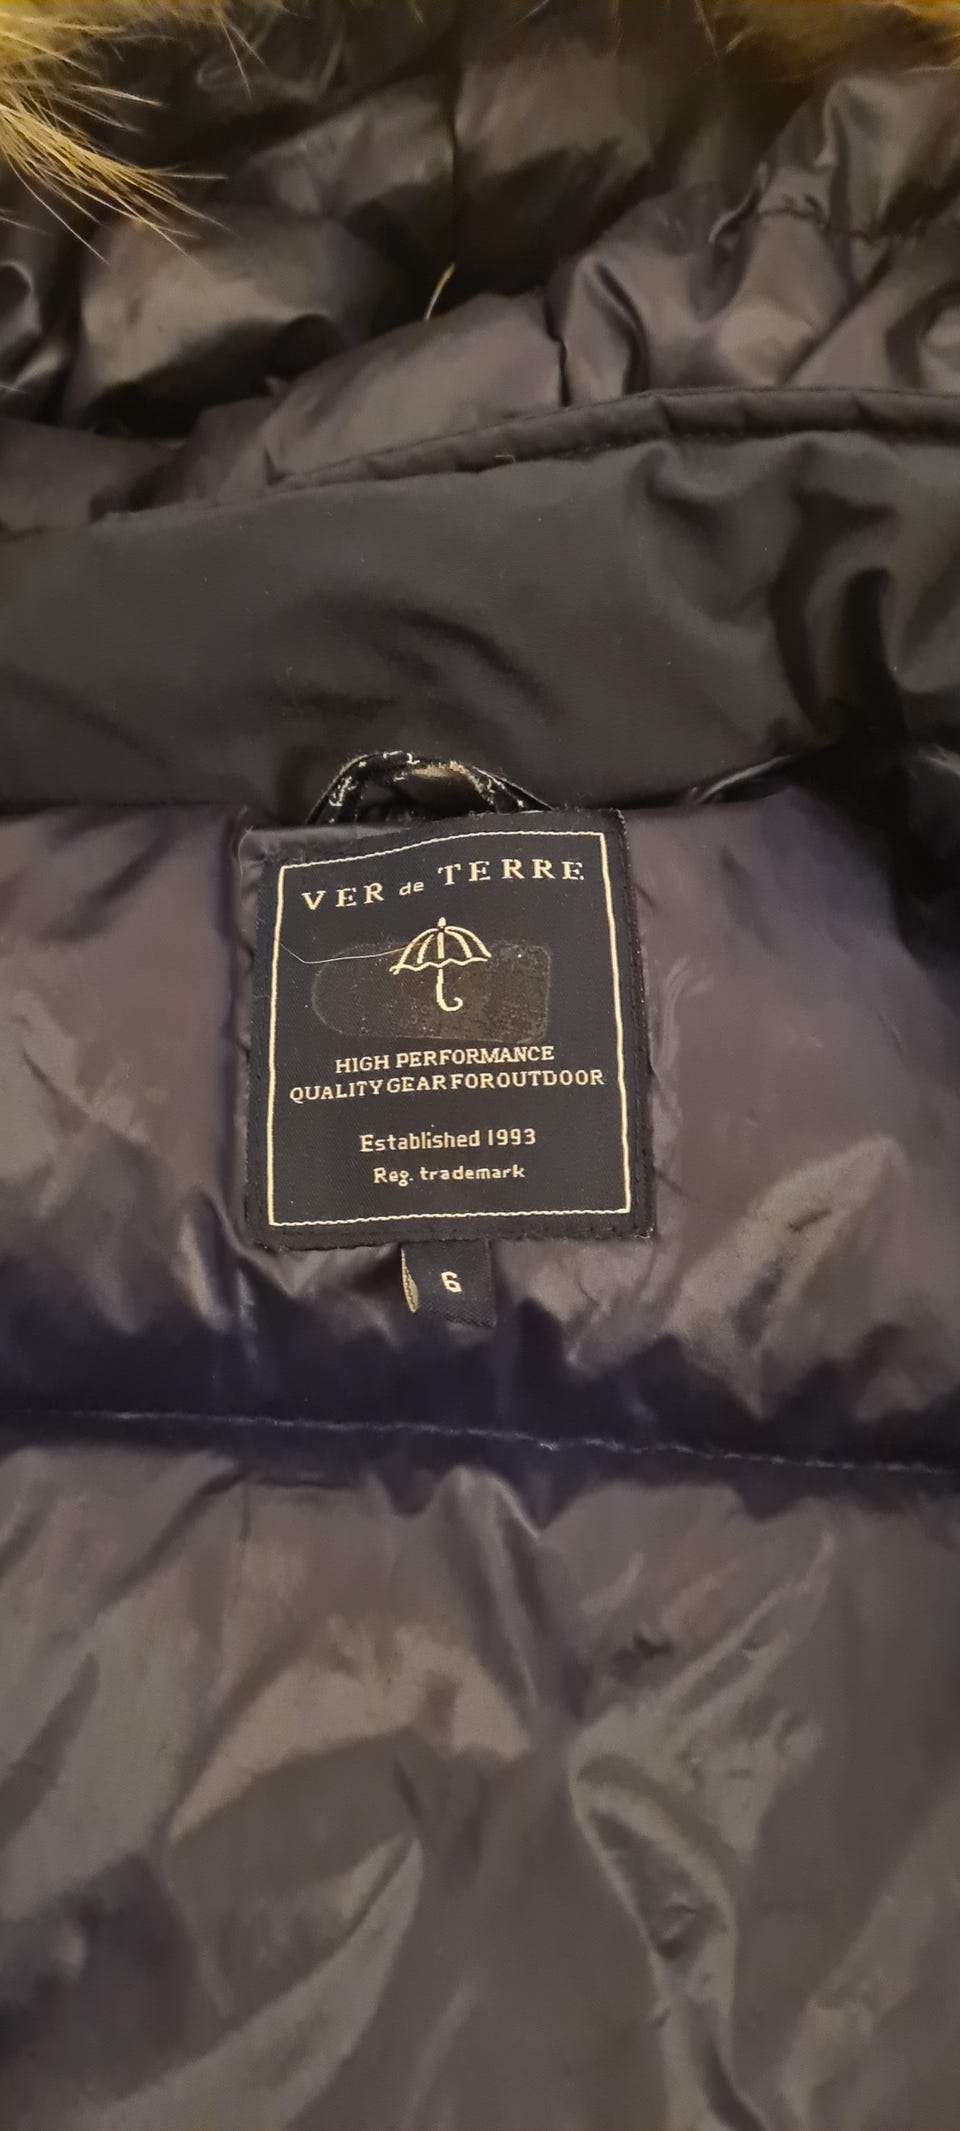 VER de TERRE
HIGH PERFORMANCE
QUALITY GEAR FOR OUTDOOR
Established 1993
Reg. trademark
6